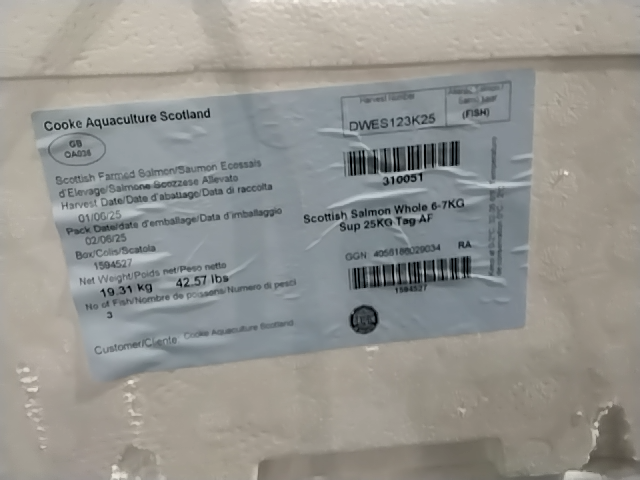 Cooke Aquaculture Scotland
GB
OA036
Scottish Farmed Salmon/Saumon Ecossais
d'Elevage/Salmone Scozzese Allevato
Harvest Date/Date d'abattage/Data di raccolta
01/06/25
Pack Date/date d'emballage/Data d'imballaggio
02/06/25
Box/Colis/Scatola
1594527
Net Weight/Poids net/Peso netto
19.31 kg 42.57 lbs
No of Fish/Nombre de poissons/Numero di pesci
3
Customer/Cliente: Cooke Aquaculture Scotland
Harvest Number
DWES123K25
(FISH)
310051
Scottish Salmon Whole 6-7KG
Sup 25KG Tag AF
GGN: 4056186029034 RA
1594527